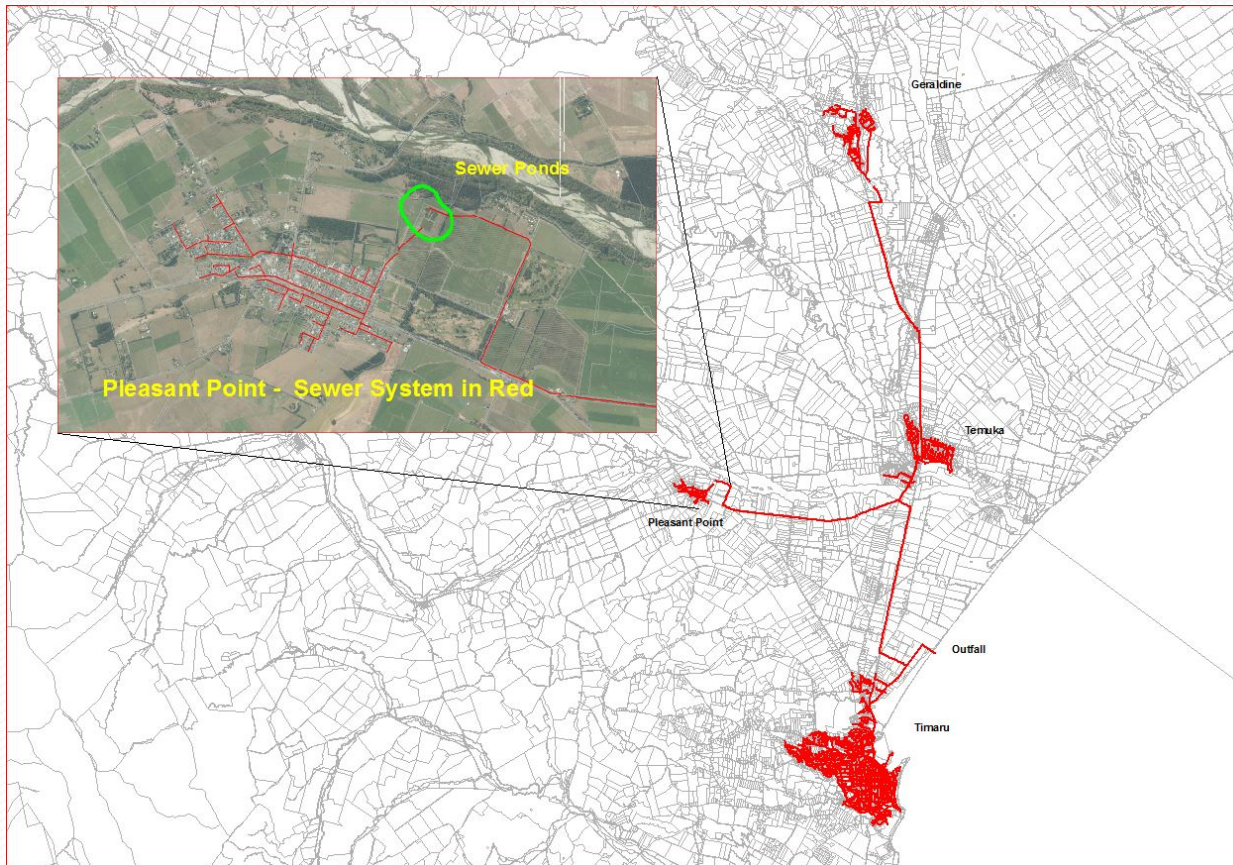 Geraldine
Sewer Ponds
Pleasant Point - Sewer System in Red
Temuka
Pleasant Point
Outfall
Timaru